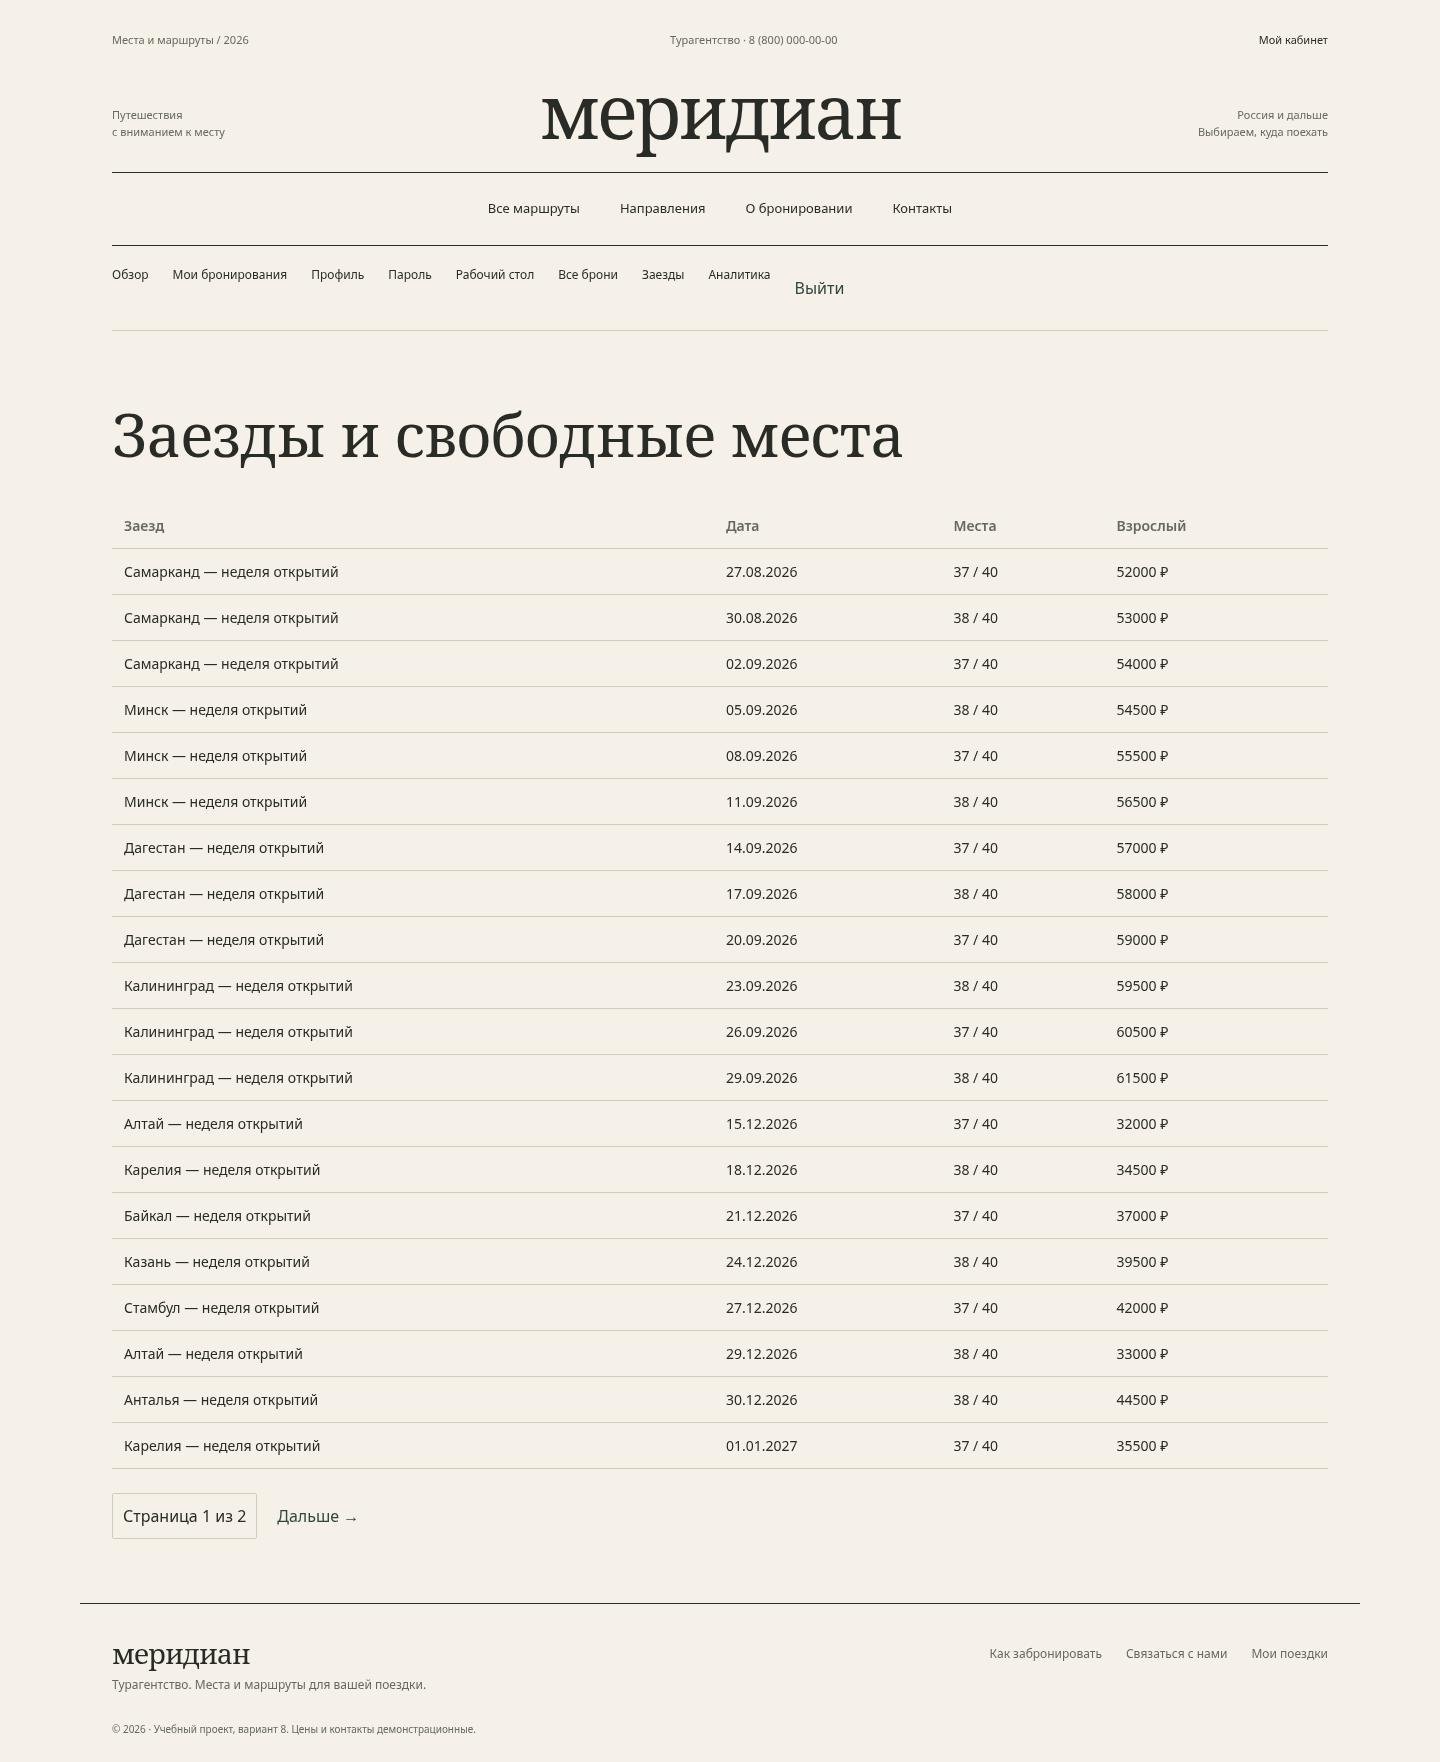 Места и маршруты / 2026
Турагентство · 8 (800) 000-00-00
Мой кабинет
Путешествия
с вниманием к месту
меридиан
Россия и дальше
Выбираем, куда поехать
Все маршруты Направления О бронировании Контакты
Обзор Мои бронирования Профиль Пароль Рабочий стол Все брони Заезды Аналитика Выйти
Заезды и свободные места
Заезд Дата Места Взрослый
Самарканд — неделя открытий 27.08.2026 37 / 40 52000 ₽
Самарканд — неделя открытий 30.08.2026 38 / 40 53000 ₽
Самарканд — неделя открытий 02.09.2026 37 / 40 54000 ₽
Минск — неделя открытий 05.09.2026 38 / 40 54500 ₽
Минск — неделя открытий 08.09.2026 37 / 40 55500 ₽
Минск — неделя открытий 11.09.2026 38 / 40 56500 ₽
Дагестан — неделя открытий 14.09.2026 37 / 40 57000 ₽
Дагестан — неделя открытий 17.09.2026 38 / 40 58000 ₽
Дагестан — неделя открытий 20.09.2026 37 / 40 59000 ₽
Калининград — неделя открытий 23.09.2026 38 / 40 59500 ₽
Калининград — неделя открытий 26.09.2026 37 / 40 60500 ₽
Калининград — неделя открытий 29.09.2026 38 / 40 61500 ₽
Алтай — неделя открытий 15.12.2026 37 / 40 32000 ₽
Карелия — неделя открытий 18.12.2026 38 / 40 34500 ₽
Байкал — неделя открытий 21.12.2026 37 / 40 37000 ₽
Казань — неделя открытий 24.12.2026 38 / 40 39500 ₽
Стамбул — неделя открытий 27.12.2026 37 / 40 42000 ₽
Алтай — неделя открытий 29.12.2026 38 / 40 33000 ₽
Анталья — неделя открытий 30.12.2026 38 / 40 44500 ₽
Карелия — неделя открытий 01.01.2027 37 / 40 35500 ₽
Страница 1 из 2 Дальше →
меридиан
Турагентство. Места и маршруты для вашей поездки.
Как забронировать Связаться с нами Мои поездки
© 2026 · Учебный проект, вариант 8. Цены и контакты демонстрационные.